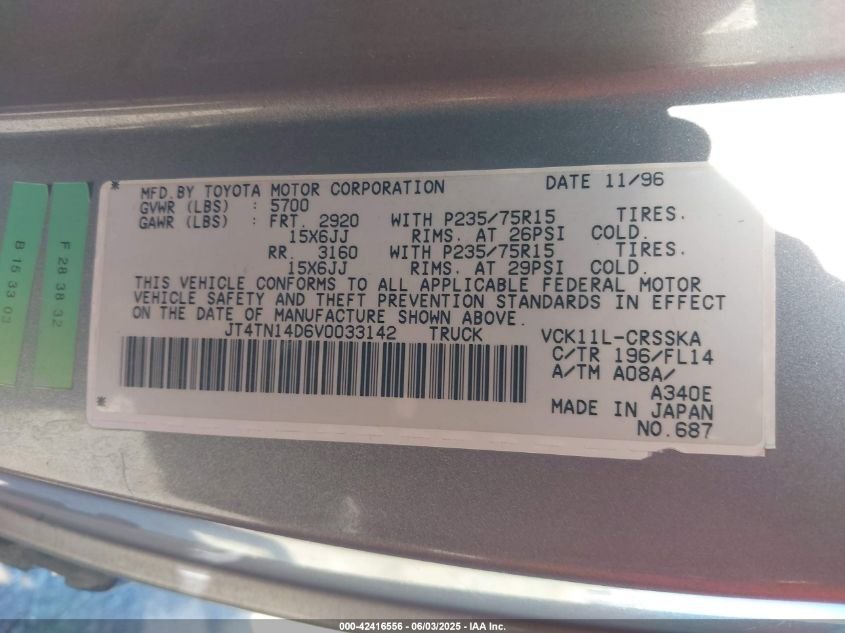 MFD.BY TOYOTA MOTOR CORPORATION DATE 11/96
GVWR (LBS) : 5700
GAWR (LBS) : FRT. 2920 WITH P235/75R15 TIRES.
15X6JJ RIMS. AT 26PSI COLD.
RR. 3160 WITH P235/75R15 TIRES.
15X6JJ RIMS. AT 29PSI COLD.
THIS VEHICLE CONFORMS TO ALL APPLICABLE FEDERAL MOTOR
VEHICLE SAFETY AND THEFT PREVENTION STANDARDS IN EFFECT
ON THE DATE OF MANUFACTURE SHOWN ABOVE.
JT4TN14D6V0033142 TRUCK VCK11L-CRSSKA
C/TR 196/FL14
A/TM A08A/
A340E
MADE IN JAPAN
NO.687
B 15 33 03
F 28 38 32
000-42416556 - 06/03/2025 - IAA Inc.